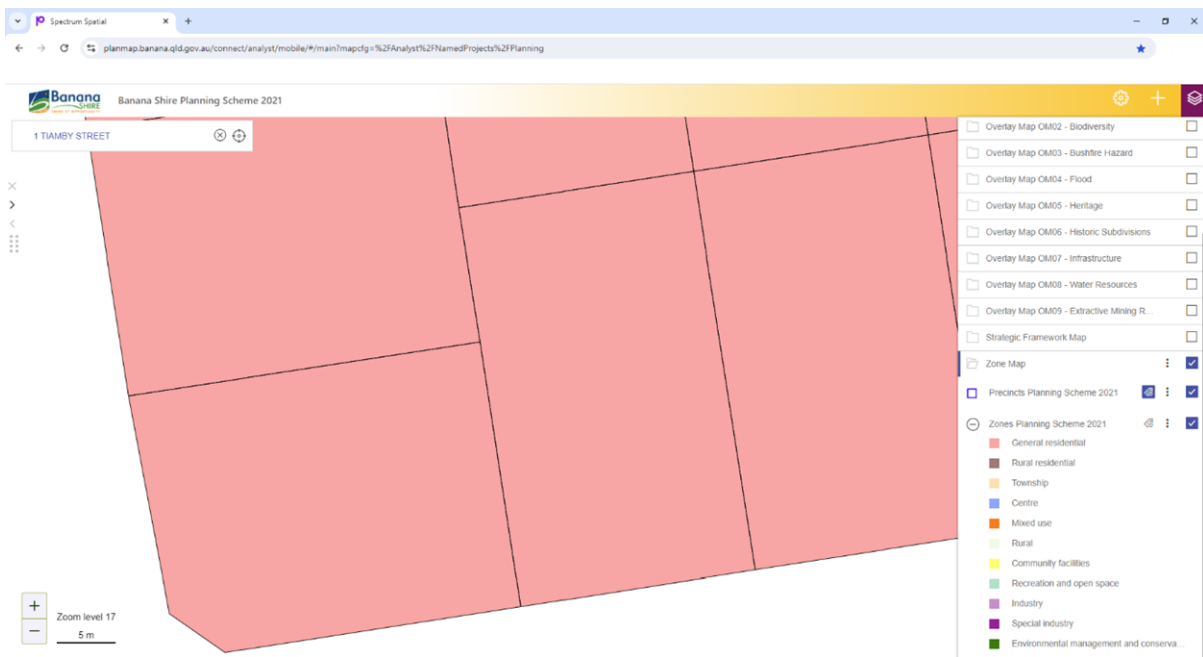 Spectrum Spatial
planmap.banana.qld.gov.au/connect/analyst/mobile/#/main?mapcfg=%2FAnalyst%2FNamedProjects%2FPlanning
Banana
SHIRE
Banana Shire Planning Scheme 2021
1 TIAMBY STREET
Overlay Map OM02 - Biodiversity
Overlay Map OM03 - Bushfire Hazard
Overlay Map OM04 - Flood
Overlay Map OM05 - Heritage
Overlay Map OM06 - Historic Subdivisions
Overlay Map OM07 - Infrastructure
Overlay Map OM08 - Water Resources
Overlay Map OM09 - Extractive Mining R...
Strategic Framework Map
Zone Map
Precincts Planning Scheme 2021
Zones Planning Scheme 2021
General residential
Rural residential
Township
Centre
Mixed use
Rural
Community facilities
Recreation and open space
Industry
Special industry
Environmental management and conserva...
Zoom level 17
5 m